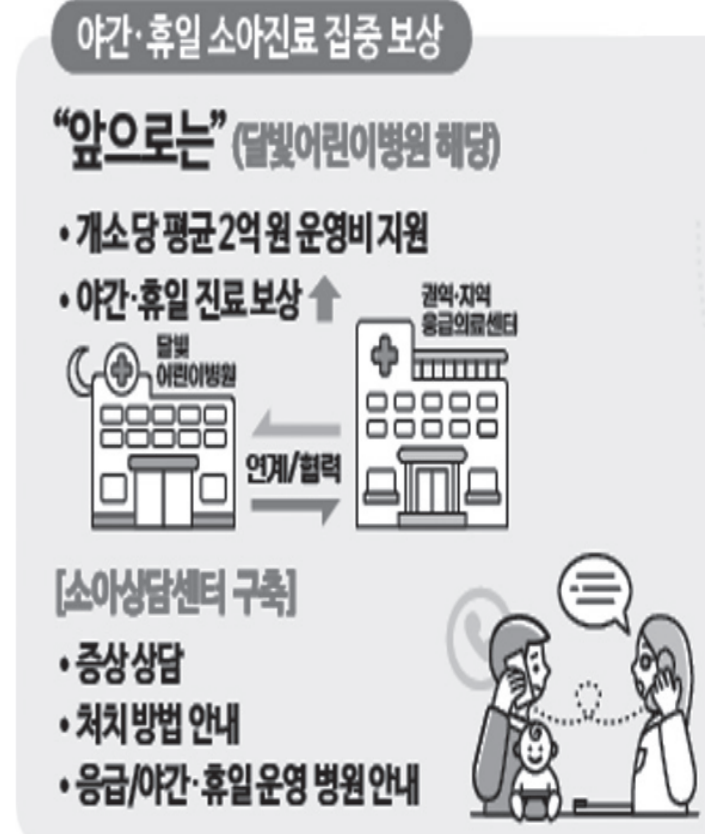 야간·휴일 소아진료 집중 보상
“앞으로는” (달빛어린이병원 해당)
• 개소당 평균 2억 원 운영비 지원
• 야간·휴일 진료 보상
권역·지역
응급의료센터
달빛
어린이병원
연계/협력
[소아상담센터 구축]
• 증상 상담
• 처치 방법 안내
• 응급/야간·휴일 운영 병원 안내